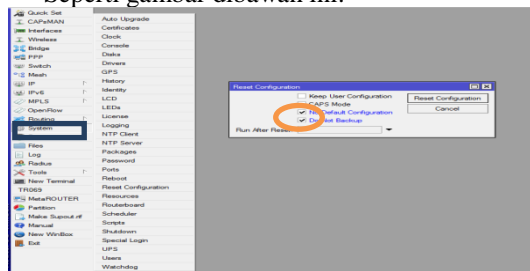 Seperti gambar dibawah ini:
Quick Set
CAPsMAN
Interfaces
Wireless
Bridge
PPP
Switch
Mesh
IP
IPv6
MPLS
OpenFlow
Routing
System
Files
Log
Radius
Tools
New Terminal
TR069
MetaROUTER
Partition
Make Supout.rif
Manual
New WinBox
Exit
Auto Upgrade
Certificates
Clock
Console
Disks
Drivers
GPS
History
Identity
LCD
LEDs
License
Logging
NTP Client
NTP Server
Packages
Password
Ports
Reboot
Reset Configuration
Resources
Routerboard
Scheduler
Scripts
Shutdown
Special Login
UPS
Users
Watchdog
Reset Configuration
Keep User Configuration
CAPS Mode
No Default Configuration
Do Not Backup
Run After Reset:
Reset Configuration
Cancel